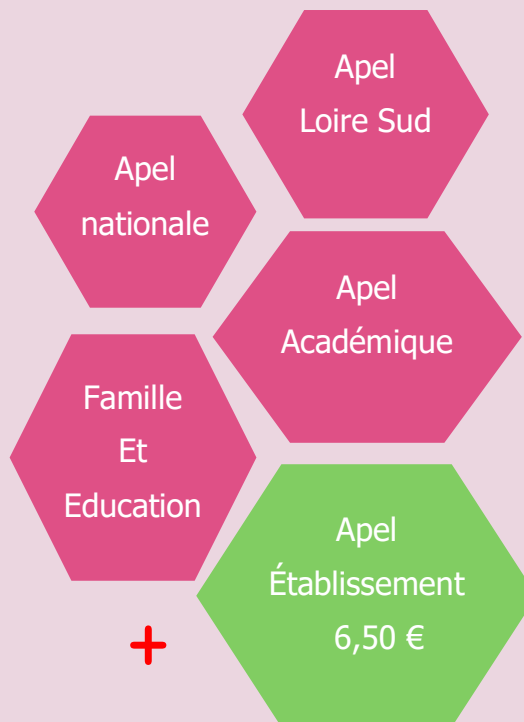 Apel
Loire Sud
Apel
nationale
Apel
Académique
Famille
Et
Education
Apel
Établissement
6,50 €
+